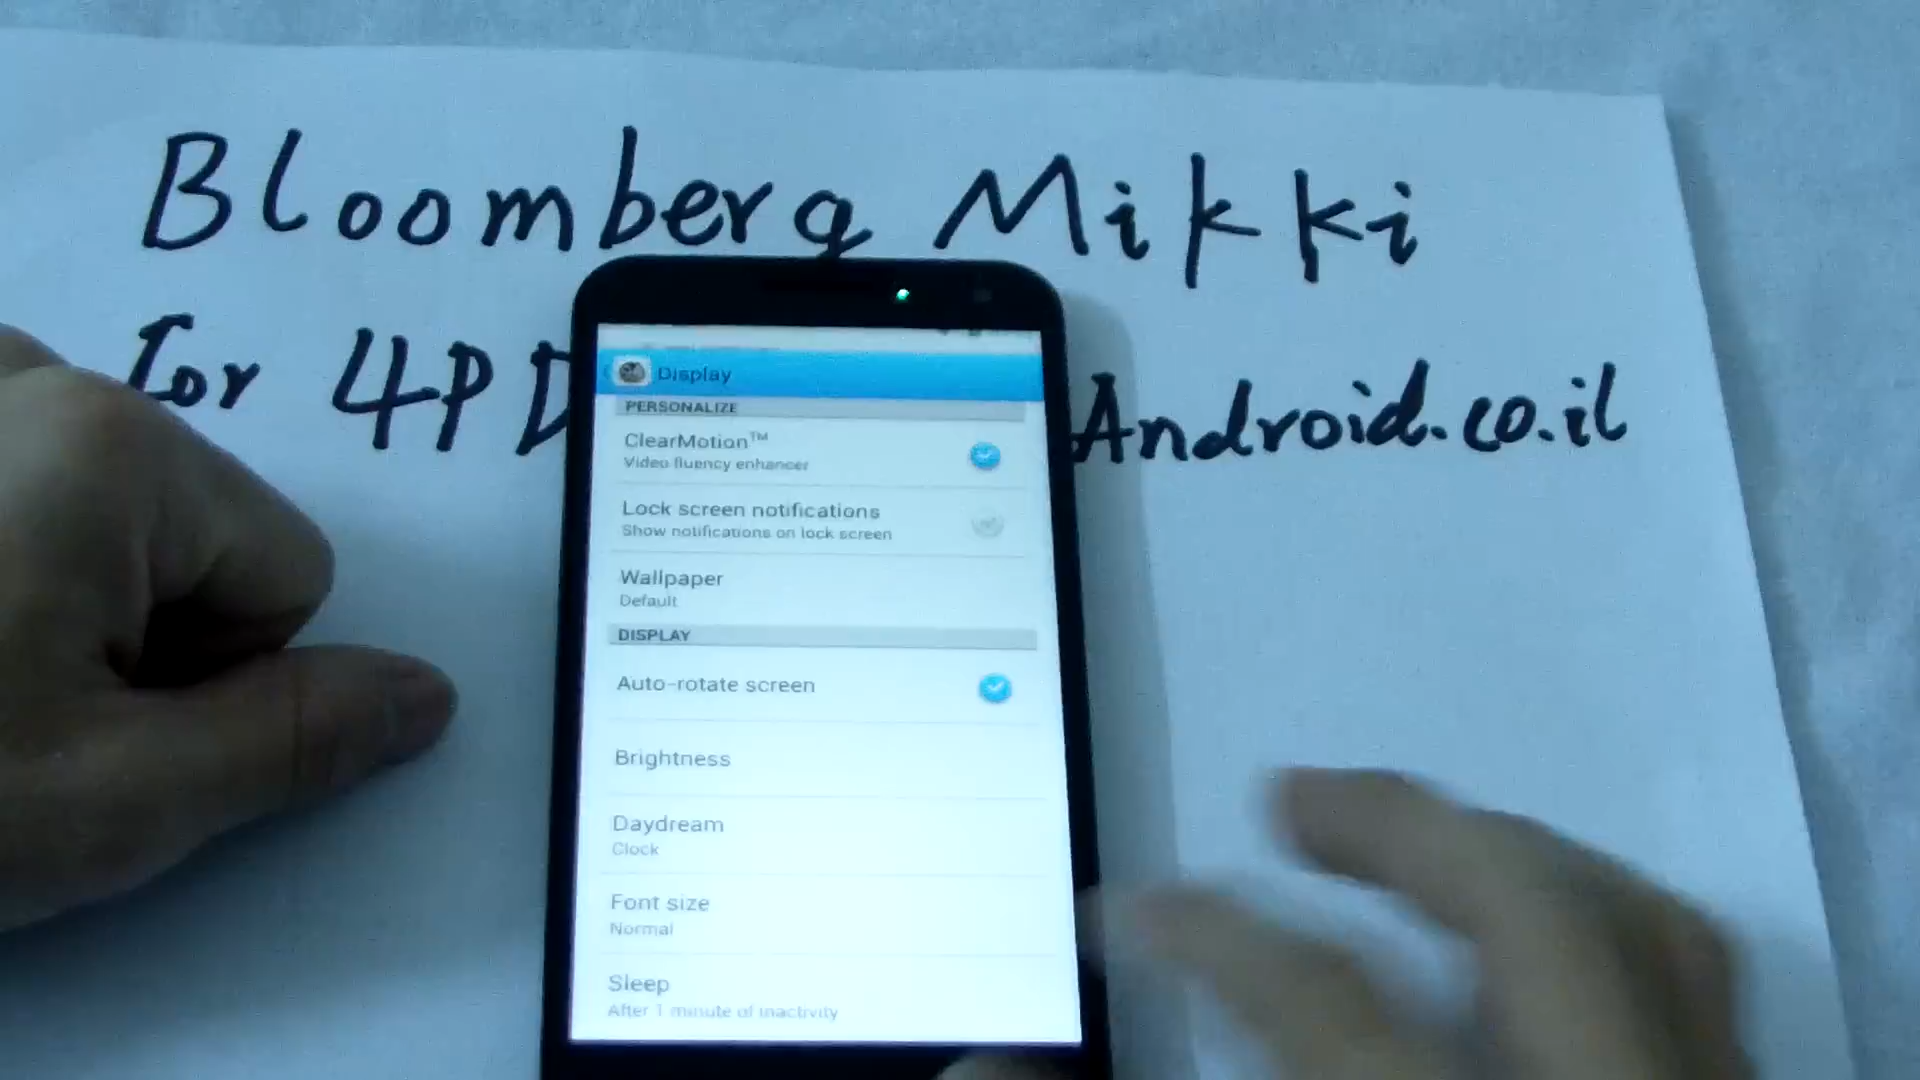 Bloomberg Mikki
for 4PD Android.co.il
Display
PERSONALIZE
ClearMotion™
Video fluency enhancer
Lock screen notifications
Show notifications on lock screen
Wallpaper
Default
DISPLAY
Auto-rotate screen
Brightness
Daydream
Clock
Font size
Normal
Sleep
After 1 minute of inactivity